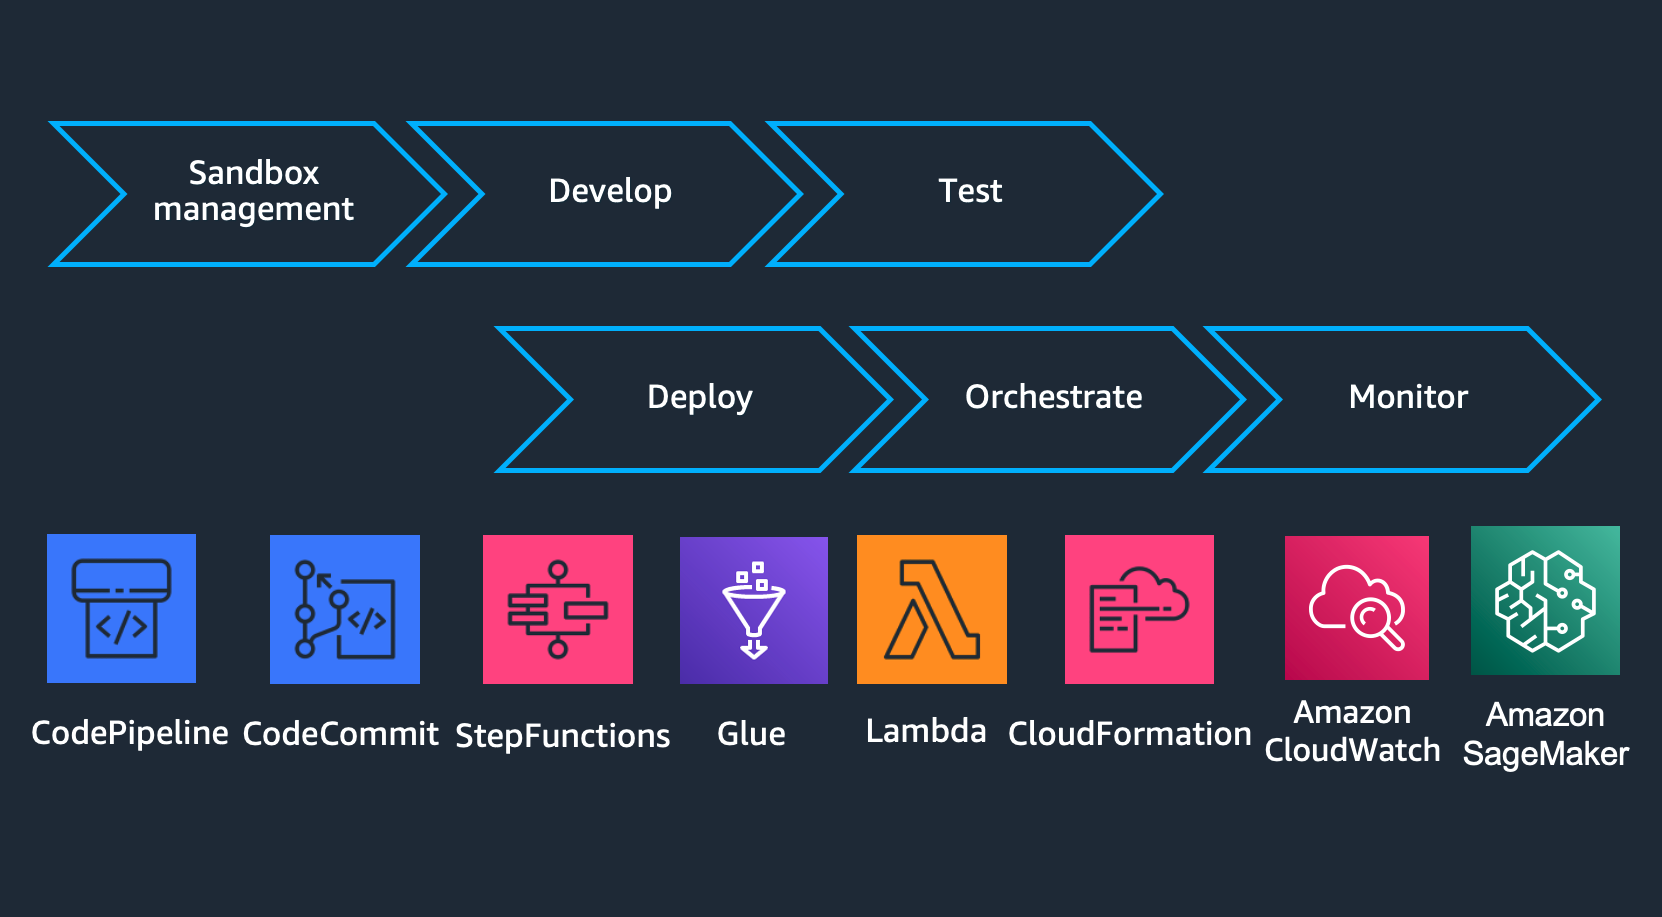 Sandbox
management
Develop
Test
Deploy
Orchestrate
Monitor
CodePipeline
CodeCommit
StepFunctions
Glue
Lambda
CloudFormation
Amazon
CloudWatch
Amazon
SageMaker